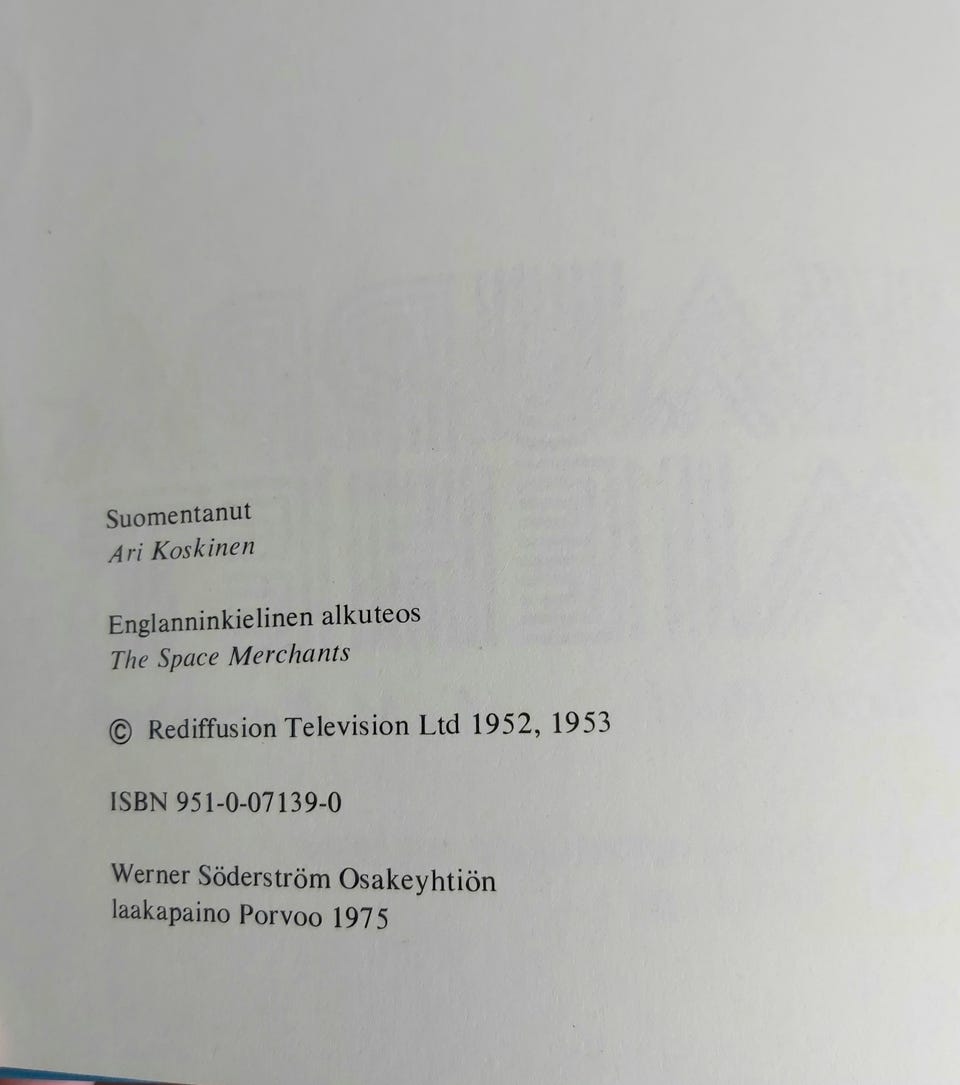 Suomentanut
Ari Koskinen
Englanninkielinen alkuteos
The Space Merchants
© Rediffusion Television Ltd 1952, 1953
ISBN 951-0-07139-0
Werner Söderström Osakeyhtiön
laakapaino Porvoo 1975